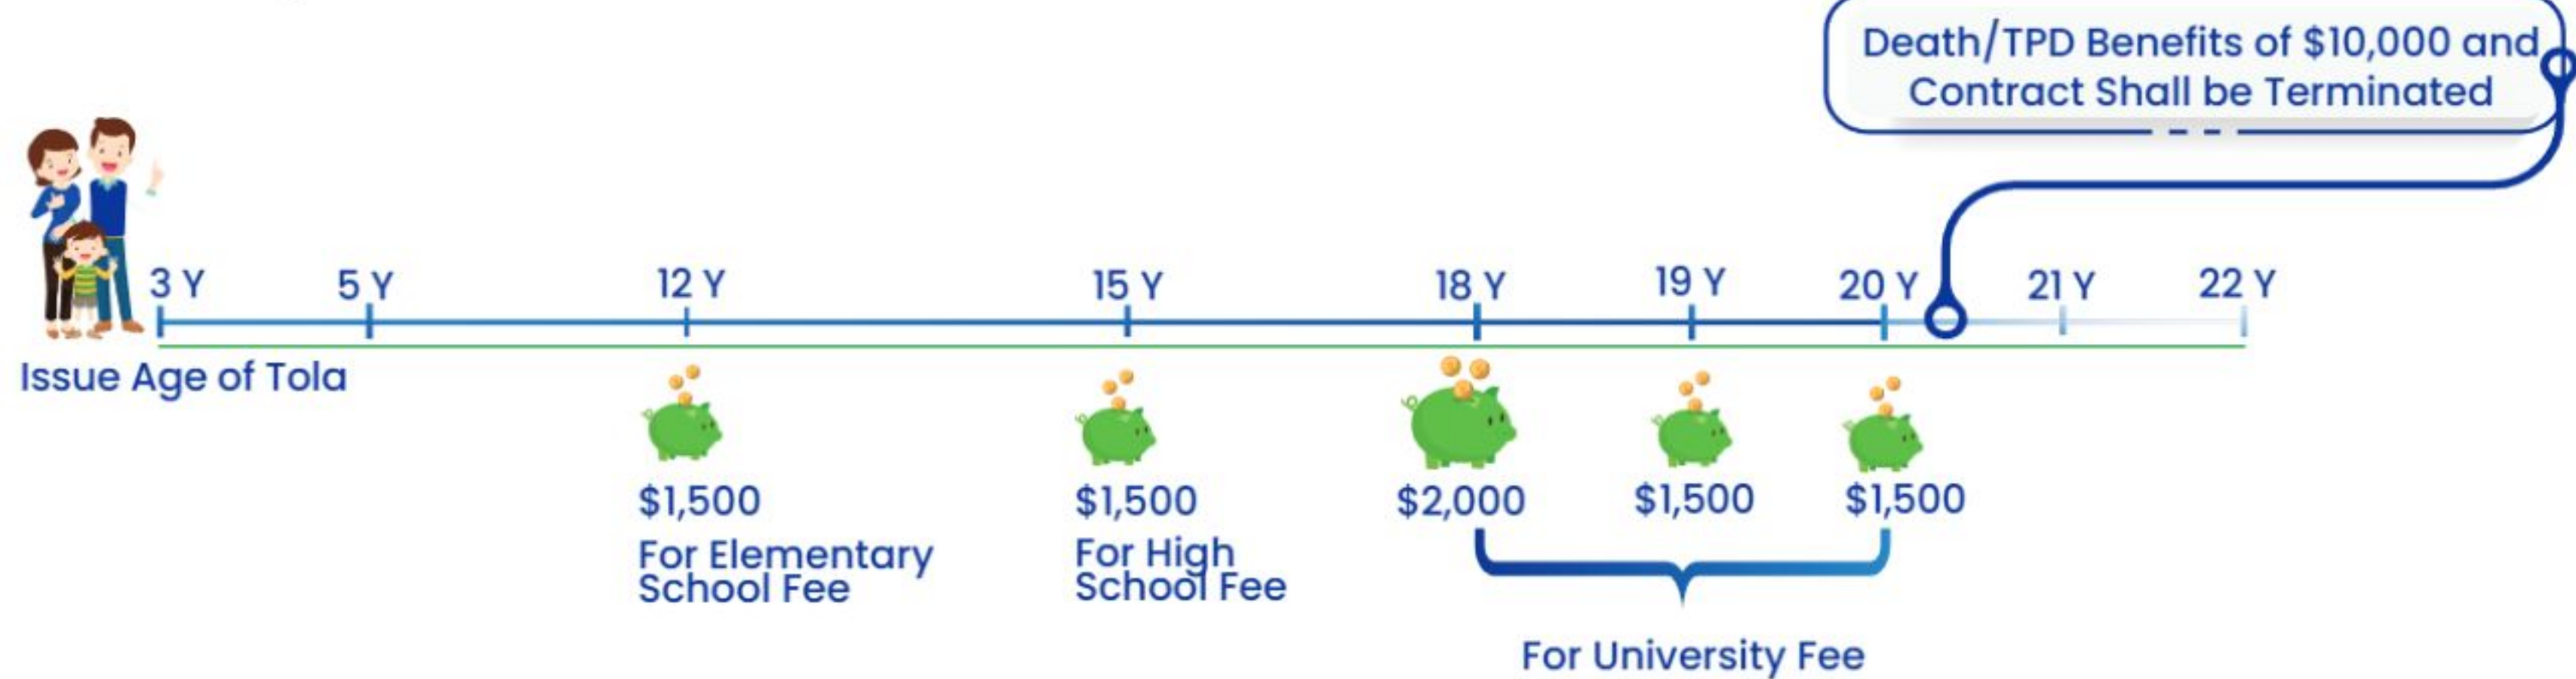 Death/TPD Benefits of $10,000 and
Contract Shall be Terminated
3 Y
5 Y
12 Y
15 Y
18 Y
19 Y
20 Y
21 Y
22 Y
Issue Age of Tola
$1,500
For Elementary
School Fee
$1,500
For High
School Fee
$2,000
$1,500
$1,500
For University Fee